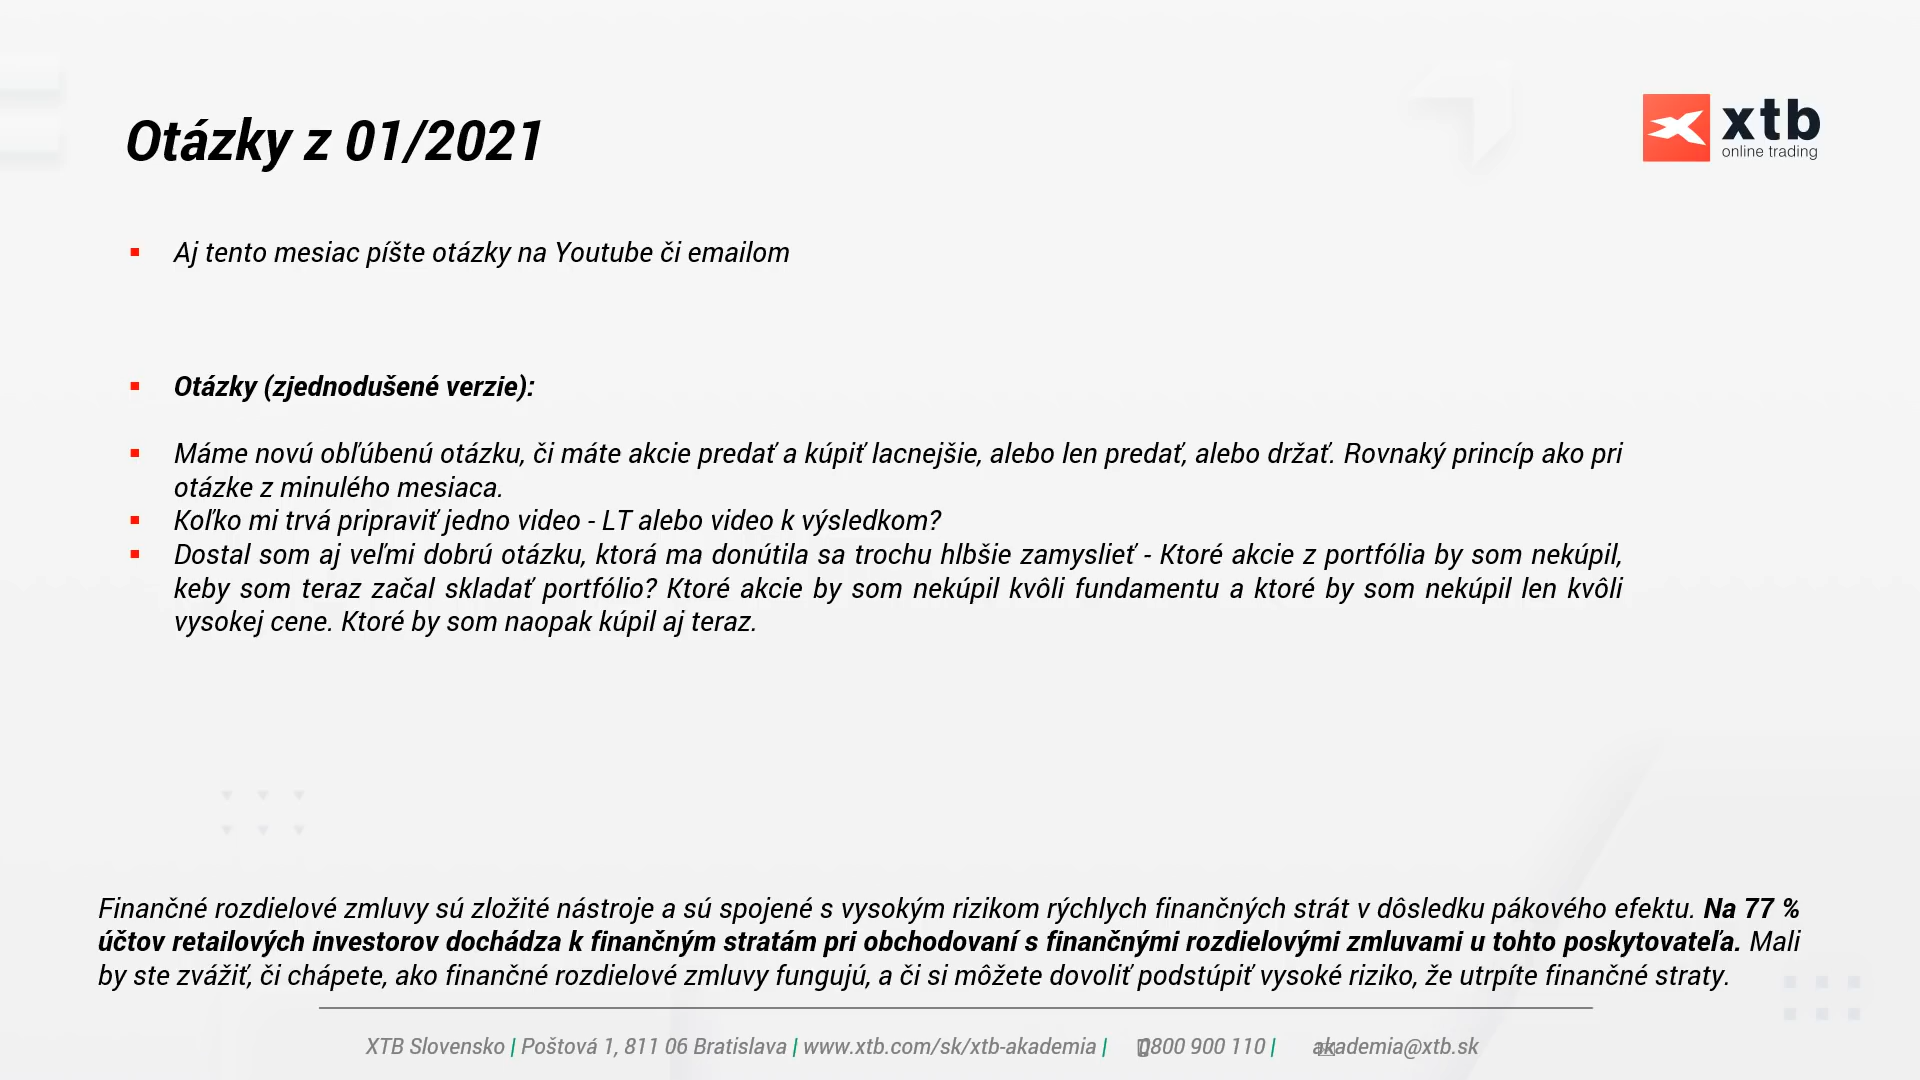 Otázky z 01/2021
xtb
online trading
Aj tento mesiac píšte otázky na Youtube či emailom
Otázky (zjednodušené verzie):
Máme novú obľúbenú otázku, či máte akcie predať a kúpiť lacnejšie, alebo len predať, alebo držať. Rovnaký princíp ako pri
otázke z minulého mesiaca.
Koľko mi trvá pripraviť jedno video - LT alebo video k výsledkom?
Dostal som aj veľmi dobrú otázku, ktorá ma donútila sa trochu hlbšie zamyslieť - Ktoré akcie z portfólia by som nekúpil,
keby som teraz začal skladať portfólio? Ktoré akcie by som nekúpil kvôli fundamentu a ktoré by som nekúpil len kvôli
vysokej cene. Ktoré by som naopak kúpil aj teraz.
Finančné rozdielové zmluvy sú zložité nástroje a sú spojené s vysokým rizikom rýchlych finančných strát v dôsledku pákového efektu. Na 77 %
účtov retailových investorov dochádza k finančným stratám pri obchodovaní s finančnými rozdielovými zmluvami u tohto poskytovateľa. Mali
by ste zvážiť, či chápete, ako finančné rozdielové zmluvy fungujú, a či si môžete dovoliť podstúpiť vysoké riziko, že utrpíte finančné straty.
XTB Slovensko | Poštová 1, 811 06 Bratislava | www.xtb.com/sk/xtb-akademia | 0800 900 110 | akademia@xtb.sk